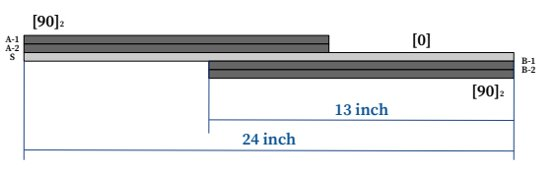 [90]₂
A-1
A-2
S
[0]
B-1
B-2
[90]₂
13 inch
24 inch